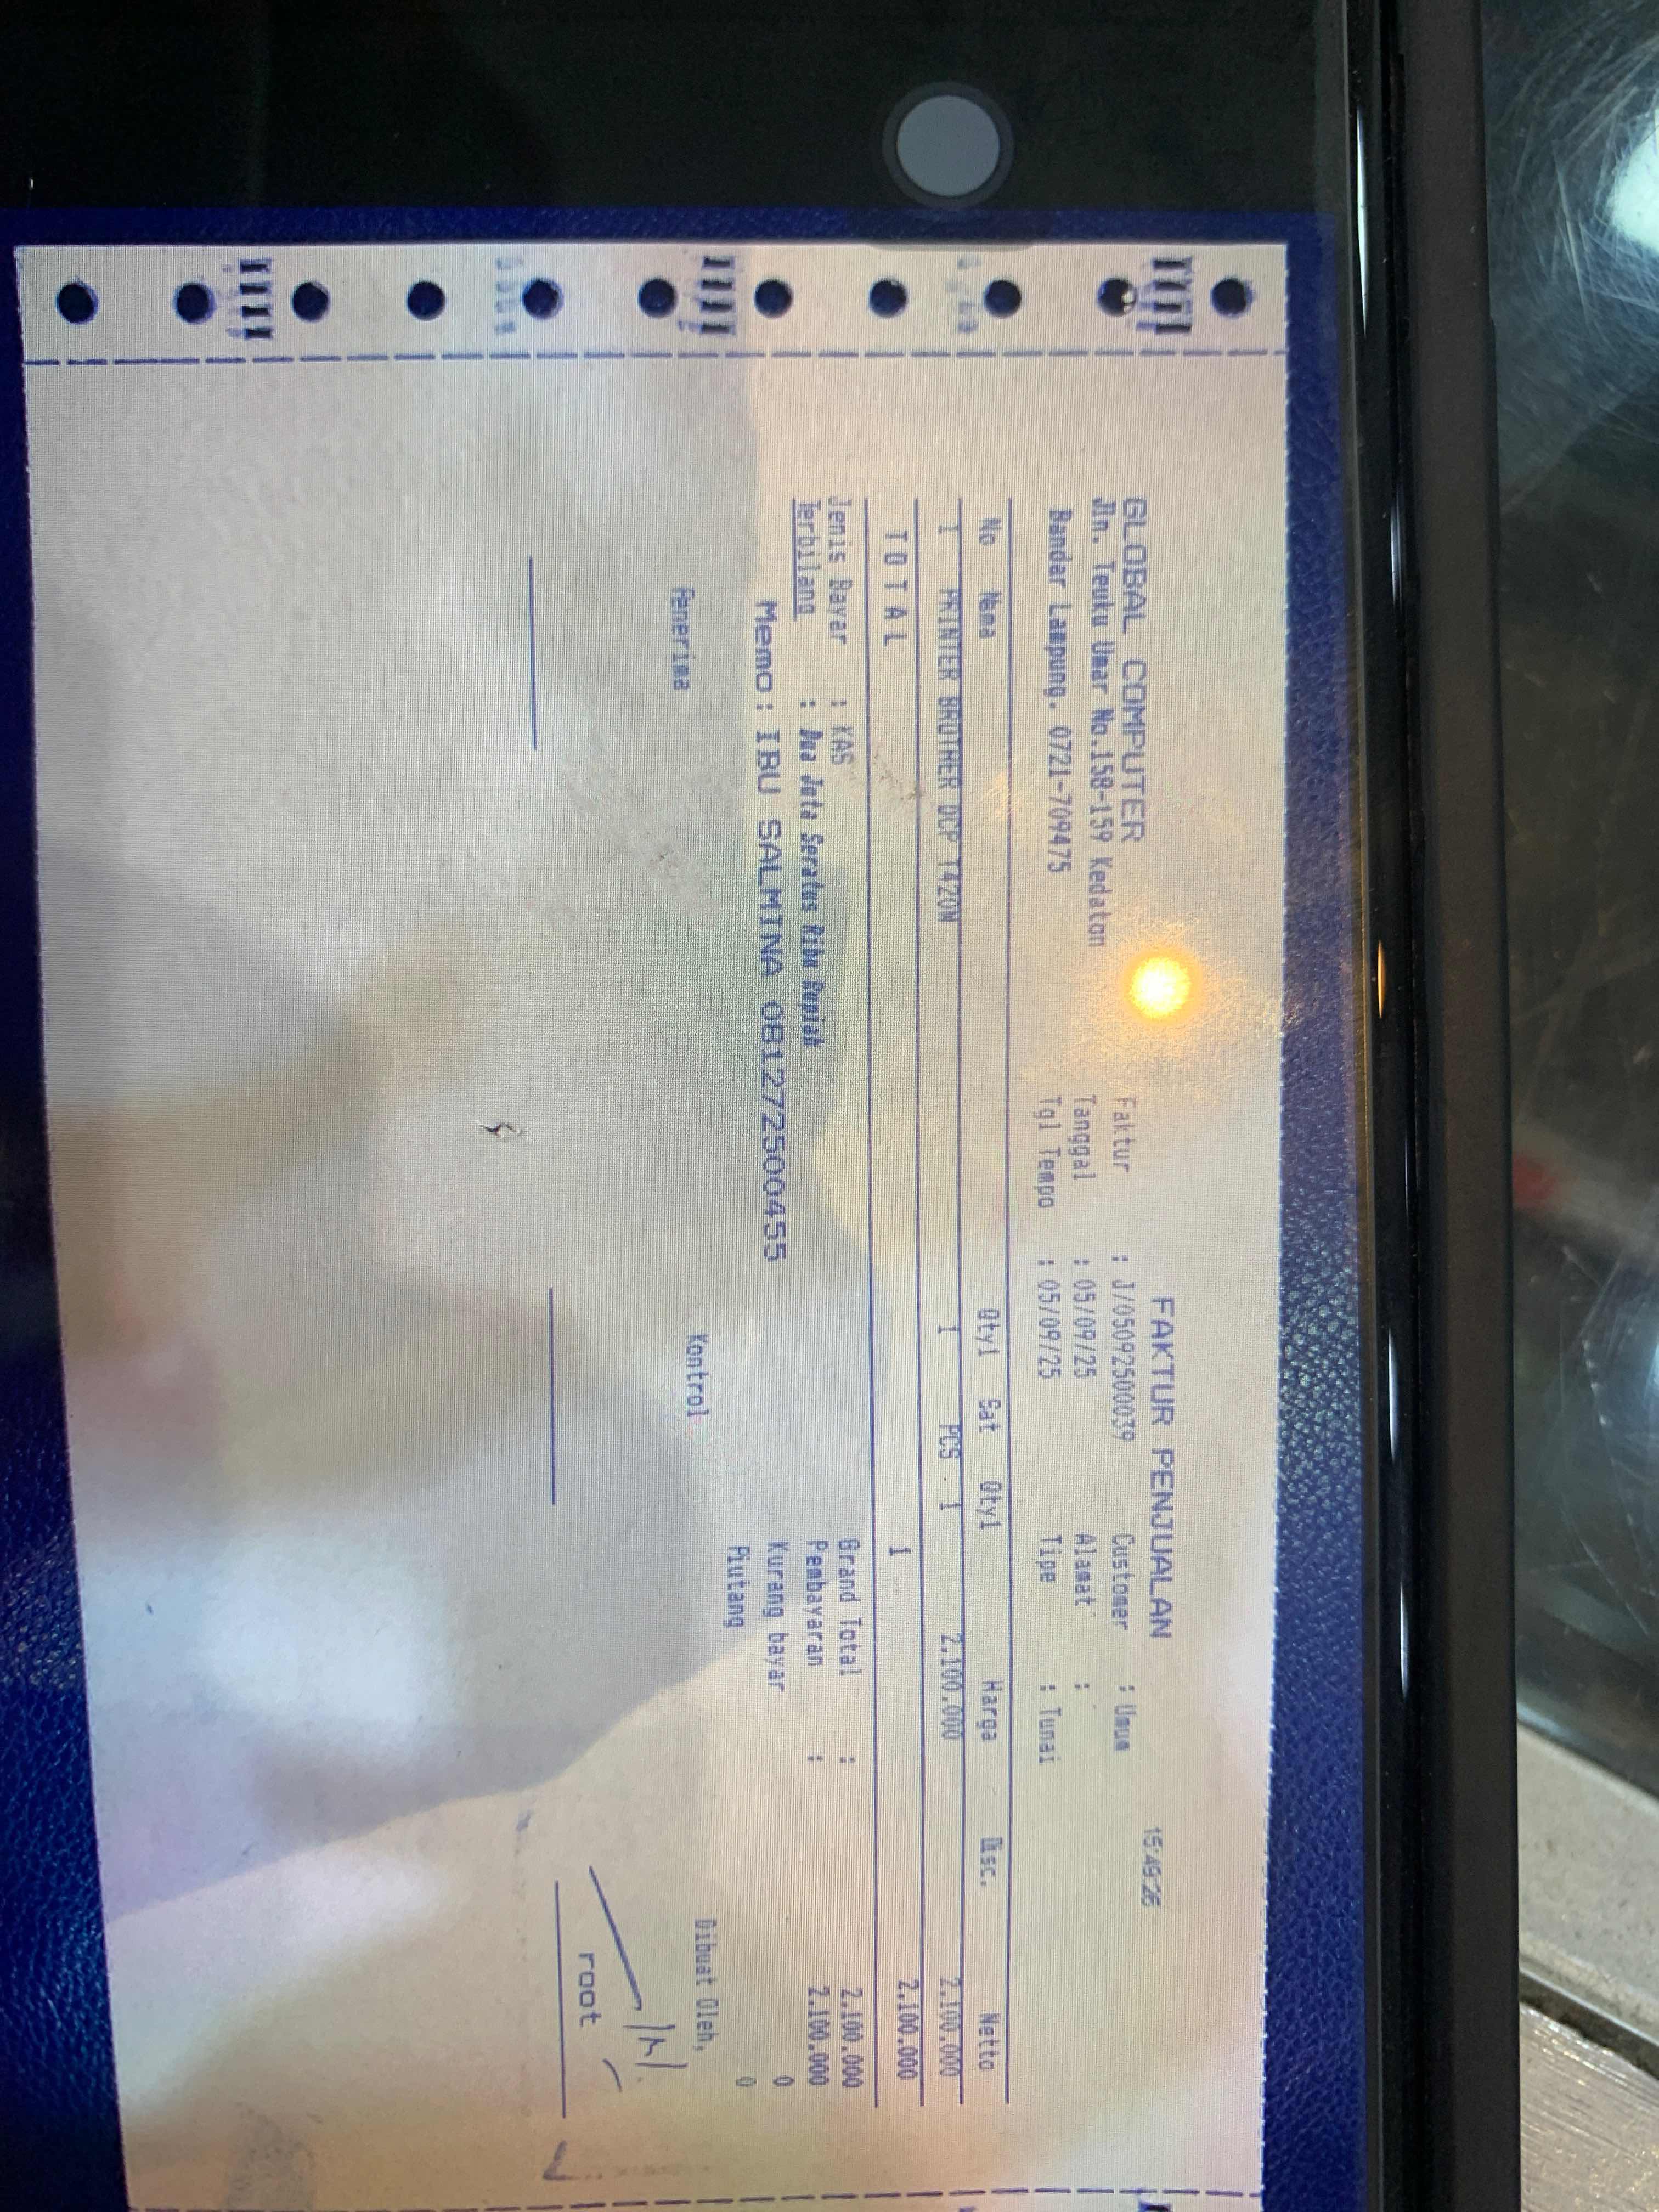 FAKTUR PENJUALAN 15:49:26
GLOBAL COMPUTER
Jln. Teuku Umar No.158-159 Kedaton
Bandar Lampung. 0721-709475
Faktur : J/0509250039 Customer : Umum
Tanggal : 05/09/25 Alamat :
Tgl Tempo : 05/09/25 Tipe : Tunai
No Nama Qty1 Sat Qty1 Harga Disc. Netto
1 PRINTER BROTHER DCP T420W 1 PCS 1 2.100.000 2.100.000
T O T A L 1 2.100.000
Jenis Bayar : KAS Grand Total : 2.100.000
Terbilang : Dua Juta Seratus Ribu Rupiah Pembayaran : 2.100.000
Memo : IBU SALMINA 081272500455 Kurang bayar 0
Piutang 0
Penerima Kontrol Dibuat Oleh,
root